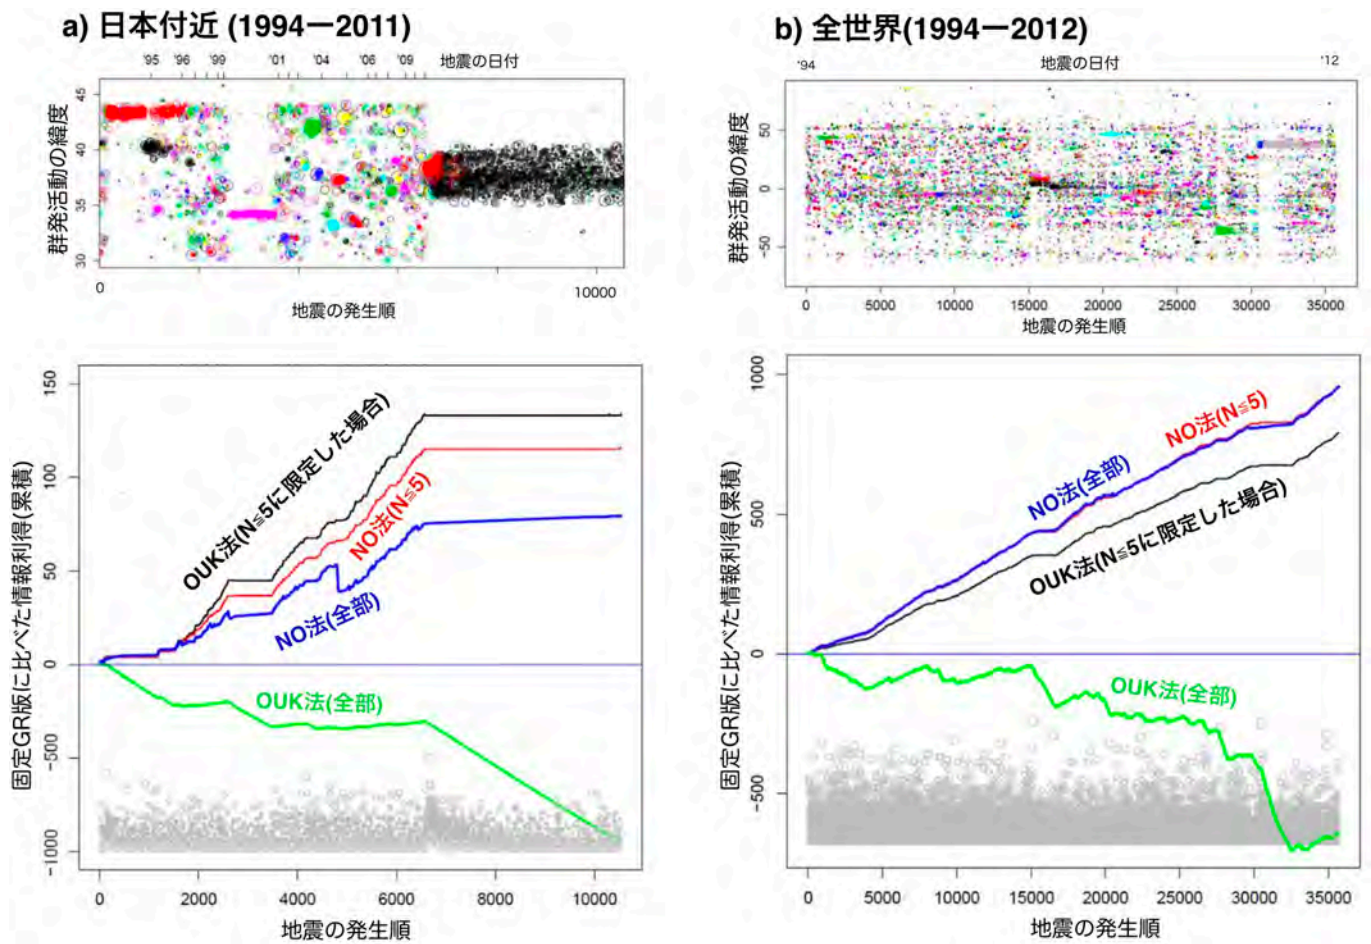 a) 日本付近 (1994ー2011)
'95 '96 '99 '01 '04 '06 '09 地震の日付
群発活動の緯度
45
40
35
30
0 10000
地震の発生順
b) 全世界(1994ー2012)
'94 地震の日付 '12
群発活動の緯度
50
0
-50
0 5000 10000 15000 20000 25000 30000 35000
地震の発生順
固定GR版に比べた情報利得(累積)
150
100
50
0
-500
-1000
OUK法(N≦5に限定した場合)
NO法(N≦5)
NO法(全部)
OUK法(全部)
0 2000 4000 6000 8000 10000
地震の発生順
固定GR版に比べた情報利得(累積)
1000
500
0
-500
NO法(N≦5)
NO法(全部)
OUK法(N≦5に限定した場合)
OUK法(全部)
0 5000 10000 15000 20000 25000 30000 35000
地震の発生順